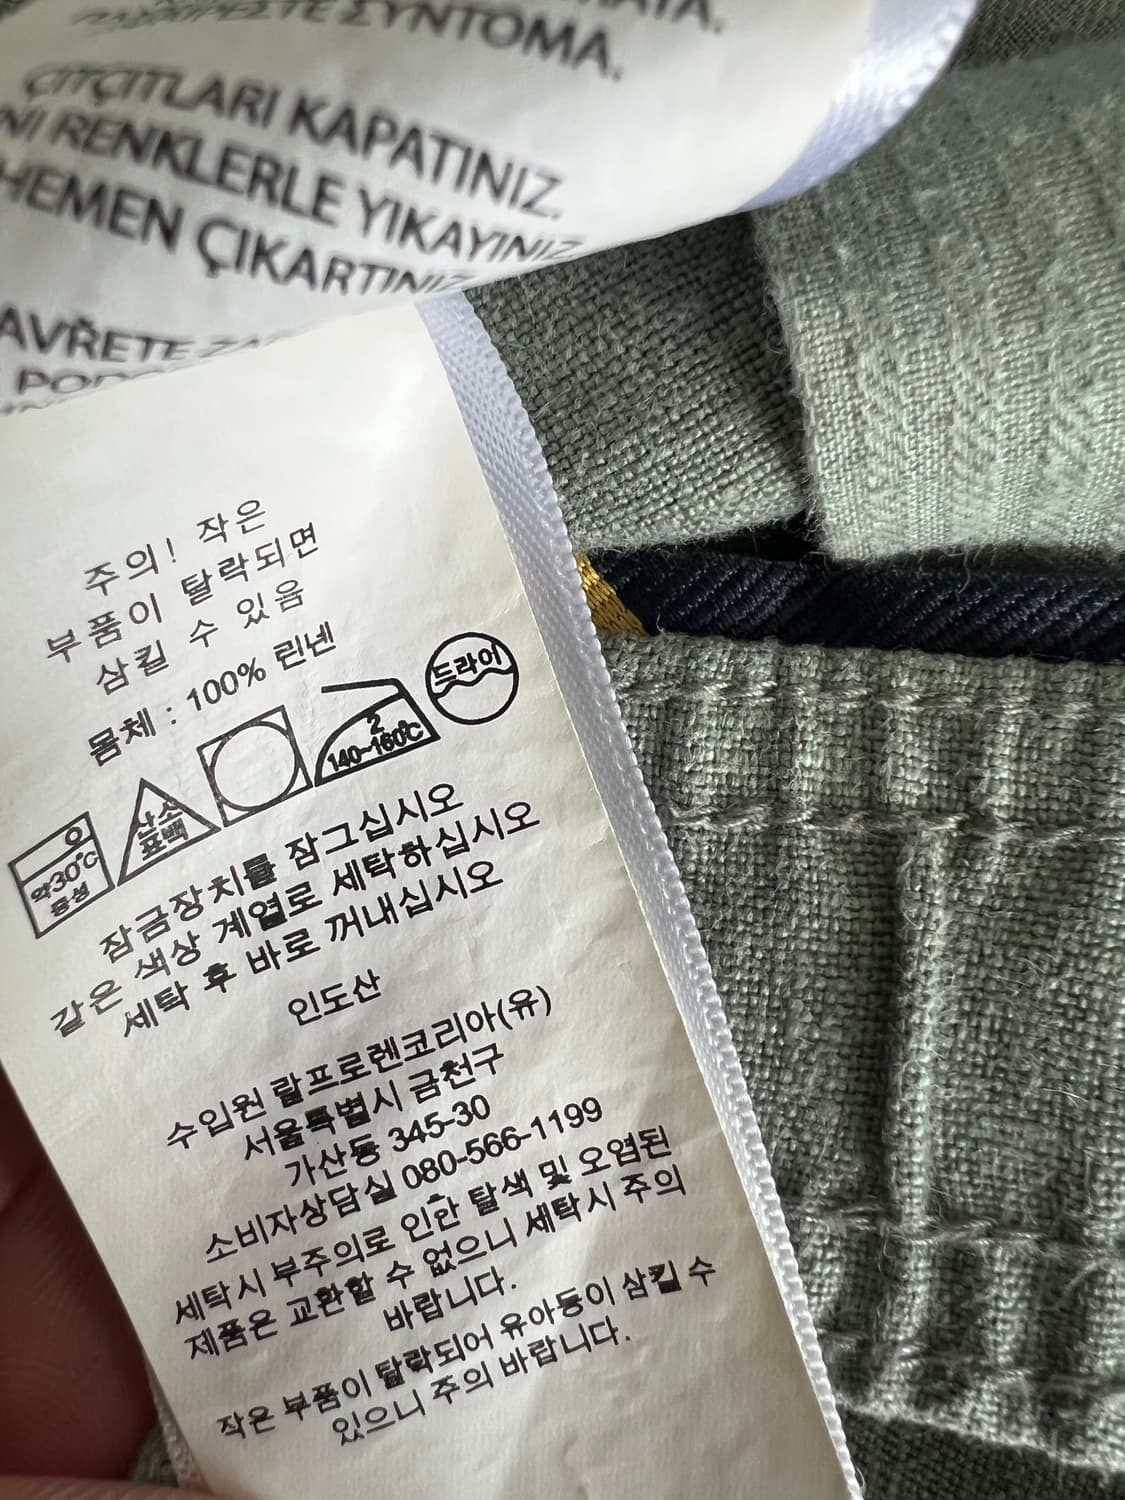 ΣΥΝΤΟΜΑ.
ÇITÇITLARI KAPATINIZ.
RENKLERLE YIKAYINIZ
HEMEN ÇIKARTINIZ
주의! 작은
부품이 탈락되면
삼킬 수 있음
몸체 : 100% 린넨
약30℃
중성
산소
표백
2
140~160℃
드라이
잠금장치를 잠그십시오
같은 색상 계열로 세탁하십시오
세탁 후 바로 꺼내십시오
인도산
수입원 랄프로렌코리아(유)
서울특별시 금천구
가산동 345-30
소비자상담실 080-566-1199
세탁시 부주의로 인한 탈색 및 오염된
제품은 교환할 수 없으니 세탁시 주의
바랍니다.
작은 부품이 탈락되어 유아동이 삼킬 수
있으니 주의 바랍니다.